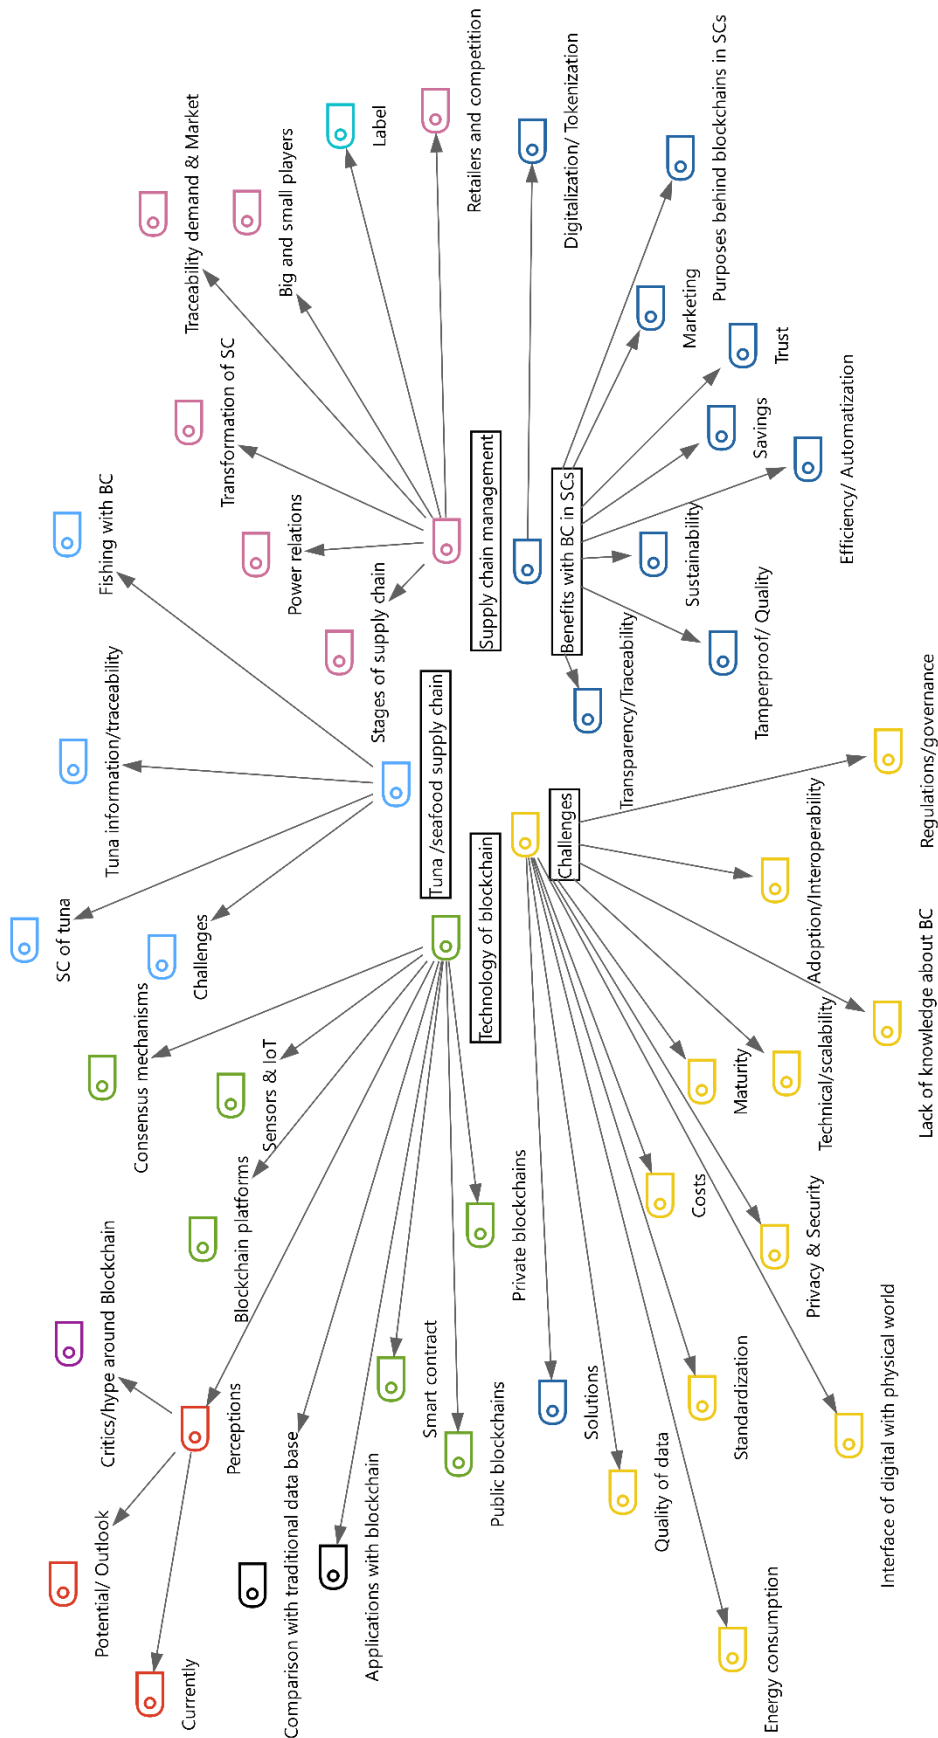 Currently
Potential/ Outlook
Critics/hype around Blockchain
Perceptions
Comparison with traditional data base
Applications with blockchain
Blockchain platforms
Consensus mechanisms
Sensors & IoT
Smart contract
Public blockchains
Private blockchains
Technology of blockchain
SC of tuna
Challenges
Tuna information/traceability
Fishing with BC
Tuna /seafood supply chain
Stages of supply chain
Power relations
Transformation of SC
Traceability demand & Market
Big and small players
Label
Retailers and competition
Supply chain management
Solutions
Quality of data
Energy consumption
Standardization
Costs
Interface of digital with physical world
Privacy & Security
Maturity
Technical/scalability
Lack of knowledge about BC
Adoption/Interoperability
Regulations/governance
Challenges
Transparency/Traceability
Tamperproof/ Quality
Sustainability
Efficiency/ Automatization
Savings
Trust
Marketing
Purposes behind blockchains in SCs
Digitalization/ Tokenization
Benefits with BC in SCs